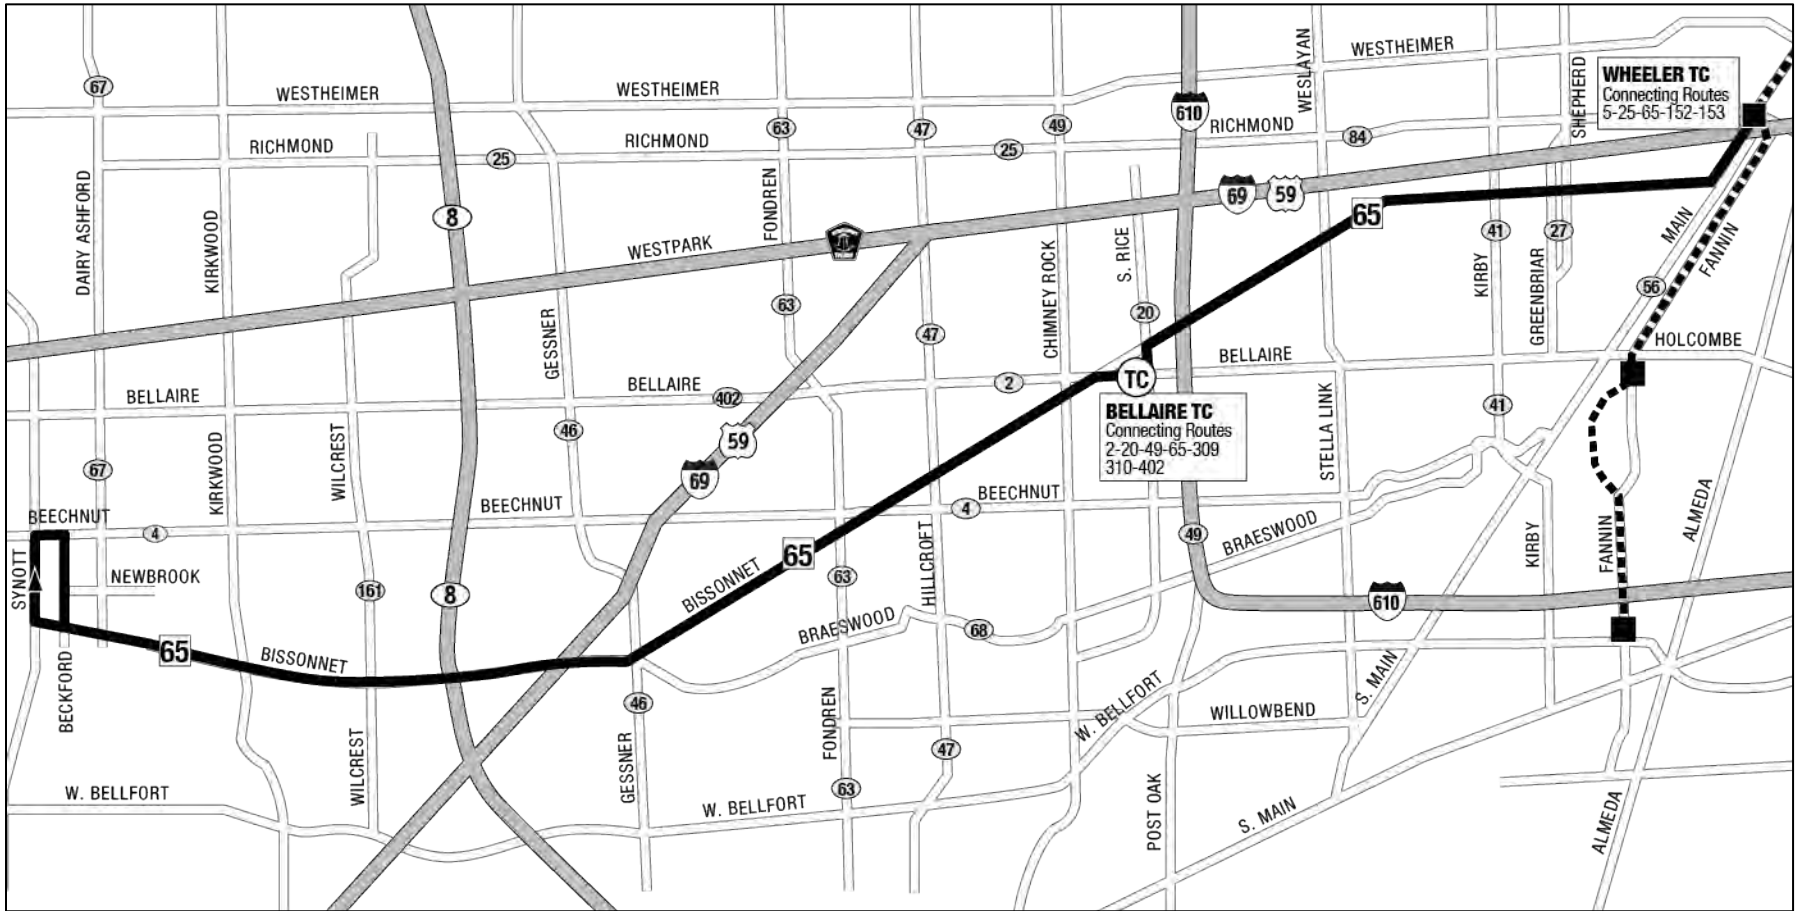 WESTHEIMER
WESLAYAN
SHEPHERD
WHEELER TC
Connecting Routes
5-25-65-152-153
67
WESTHEIMER
WESTHEIMER
610
63
47
49
RICHMOND
84
RICHMOND
RICHMOND
25
25
DAIRY ASHFORD
KIRKWOOD
8
FONDREN
69
59
65
WESTPARK
CHIMNEY ROCK
S. RICE
41
27
MAIN
FANNIN
KIRBY
GREENBRIAR
56
63
20
47
GESSNER
HOLCOMBE
BELLAIRE
BELLAIRE
BELLAIRE
402
2
TC
BELLAIRE TC
Connecting Routes
2-20-49-65-309
310-402
STELLA LINK
41
46
59
69
KIRKWOOD
WILCREST
67
BEECHNUT
BEECHNUT
BEECHNUT
4
4
ALMEDA
49
BRAESWOOD
KIRBY
FANNIN
65
SYNOTT
NEWBROOK
161
8
BISSONNET
63
HILLCROFT
610
BRAESWOOD
68
65
BISSONNET
BECKFORD
46
FONDREN
S. MAIN
W. BELLFORT
WILLOWBEND
WILCREST
GESSNER
47
63
W. BELLFORT
W. BELLFORT
POST OAK
S. MAIN
ALMEDA